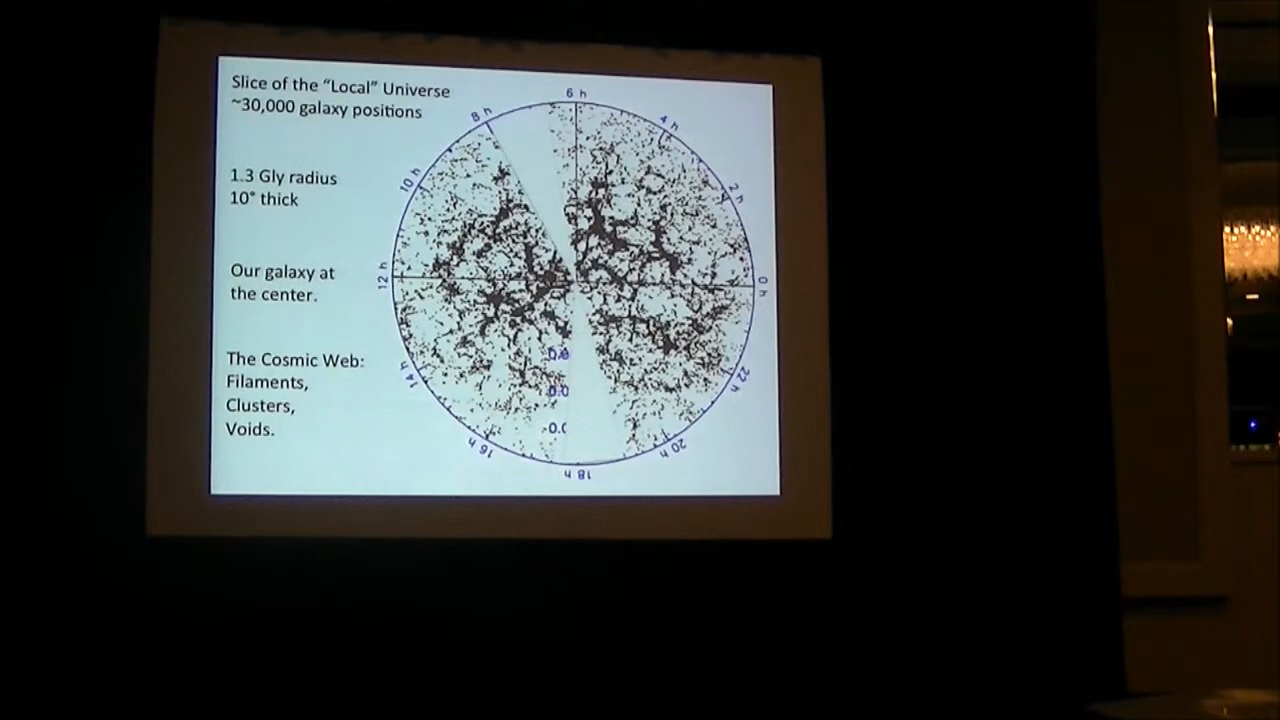 Slice of the “Local” Universe
~30,000 galaxy positions
1.3 Gly radius
10° thick
Our galaxy at
the center.
The Cosmic Web:
Filaments,
Clusters,
Voids.
6 h
4 h
2 h
0 h
22 h
20 h
18 h
16 h
14 h
12 h
10 h
8 h